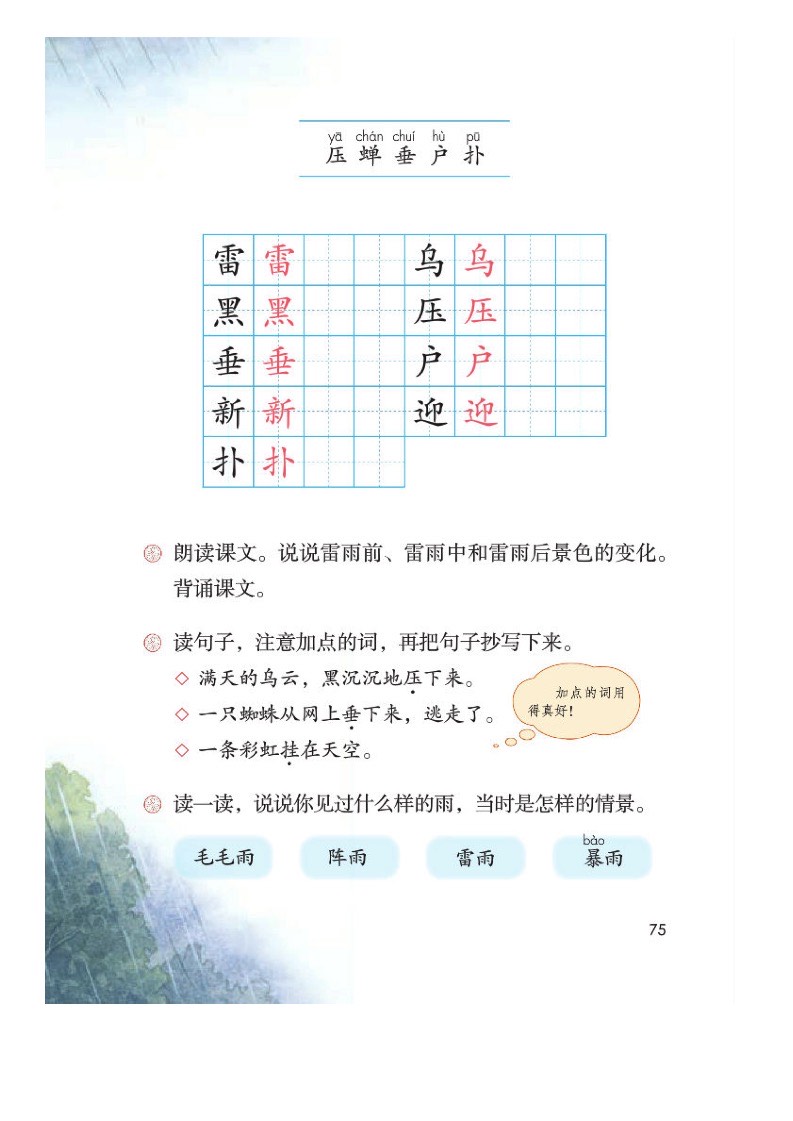 yā chán chuí hù pū
压 蝉 垂 户 扑
雷 雷 乌 乌
黑 黑 压 压
垂 垂 户 户
新 新 迎 迎
扑 扑
朗读课文。说说雷雨前、雷雨中和雷雨后景色的变化。
背诵课文。
读句子，注意加点的词，再把句子抄写下来。
◇ 满天的乌云，黑沉沉地压下来。
◇ 一只蜘蛛从网上垂下来，逃走了。
◇ 一条彩虹挂在天空。
加点的词用
得真好！
读一读，说说你见过什么样的雨，当时是怎样的情景。
bào
毛毛雨 阵雨 雷雨 暴雨
75